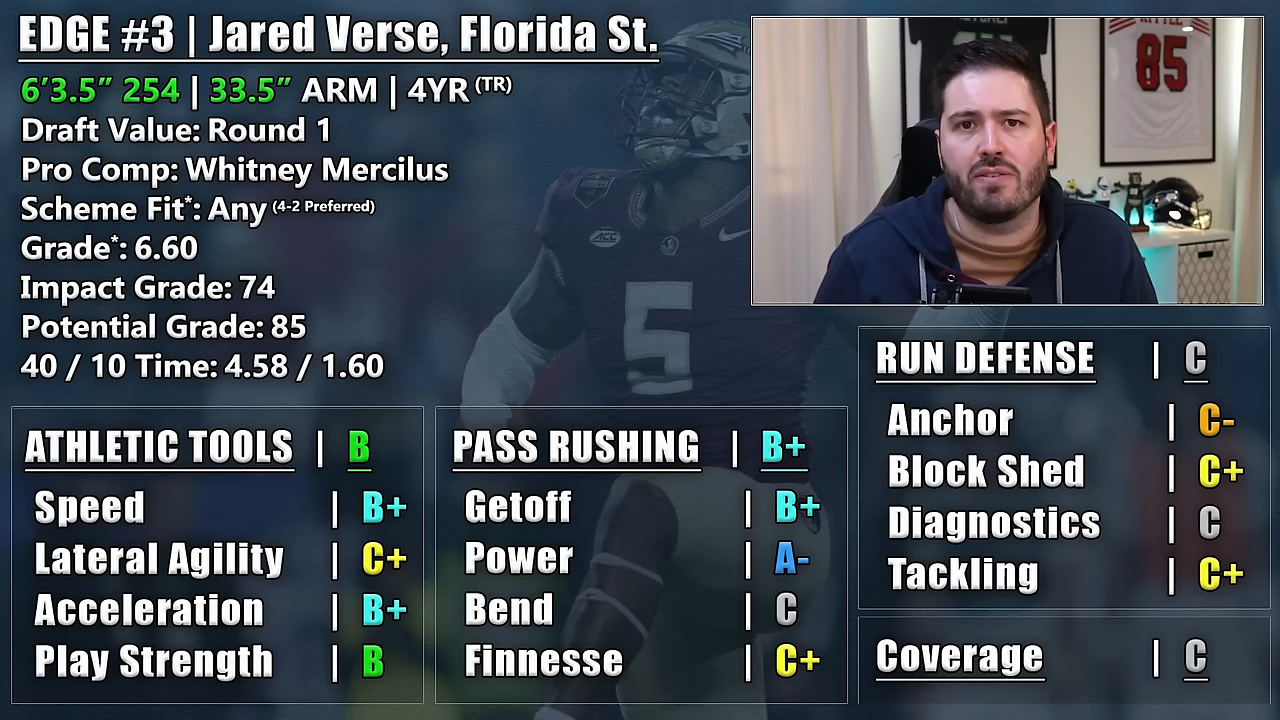 EDGE #3 | Jared Verse, Florida St.
6'3.5" 254 | 33.5" ARM | 4YR (TR)
Draft Value: Round 1
Pro Comp: Whitney Mercilus
Scheme Fit*: Any (4-2 Preferred)
Grade*: 6.60
Impact Grade: 74
Potential Grade: 85
40 / 10 Time: 4.58 / 1.60
ATHLETIC TOOLS | B
Speed | B+
Lateral Agility | C+
Acceleration | B+
Play Strength | B
PASS RUSHING | B+
Getoff | B+
Power | A-
Bend | C
Finnesse | C+
RUN DEFENSE | C
Anchor | C-
Block Shed | C+
Diagnostics | C
Tackling | C+
Coverage | C
85
ACC
5